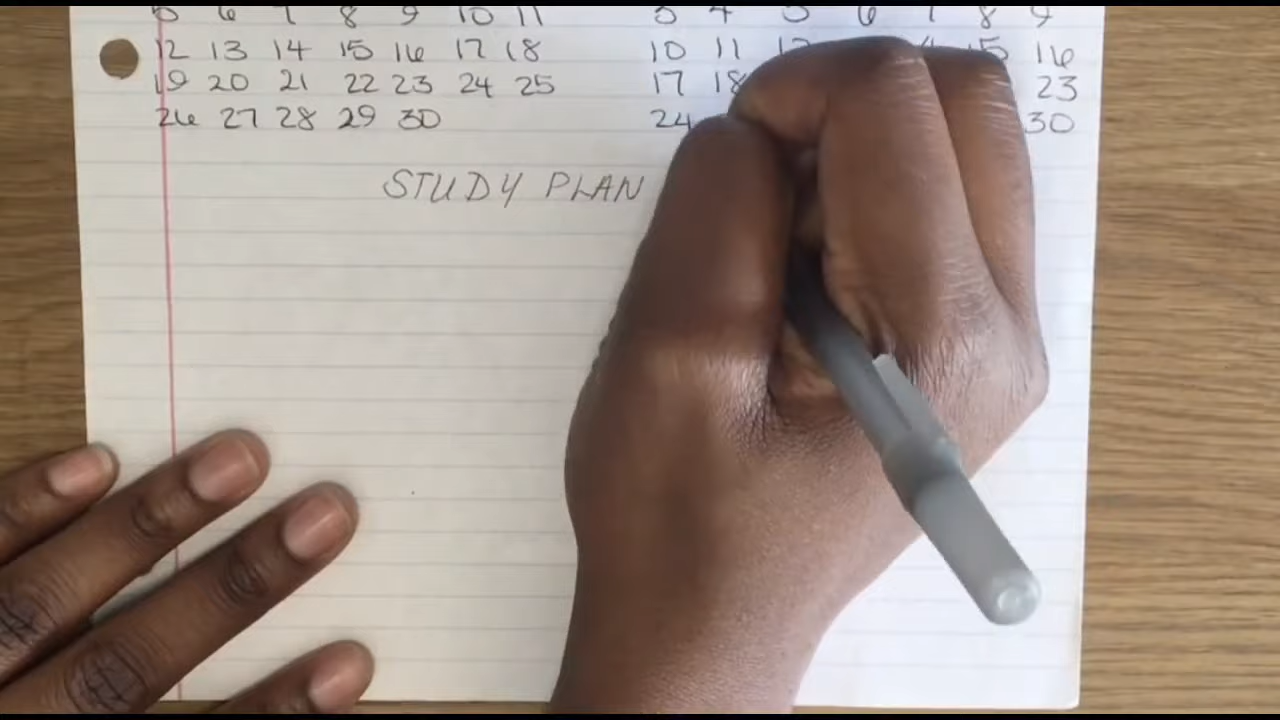 5 6 7 8 9 10 11 3 4 5 6 7 8 9
12 13 14 15 16 17 18 10 11 12 15 16
19 20 21 22 23 24 25 17 18 23
26 27 28 29 30 24 30
STUDY PLAN